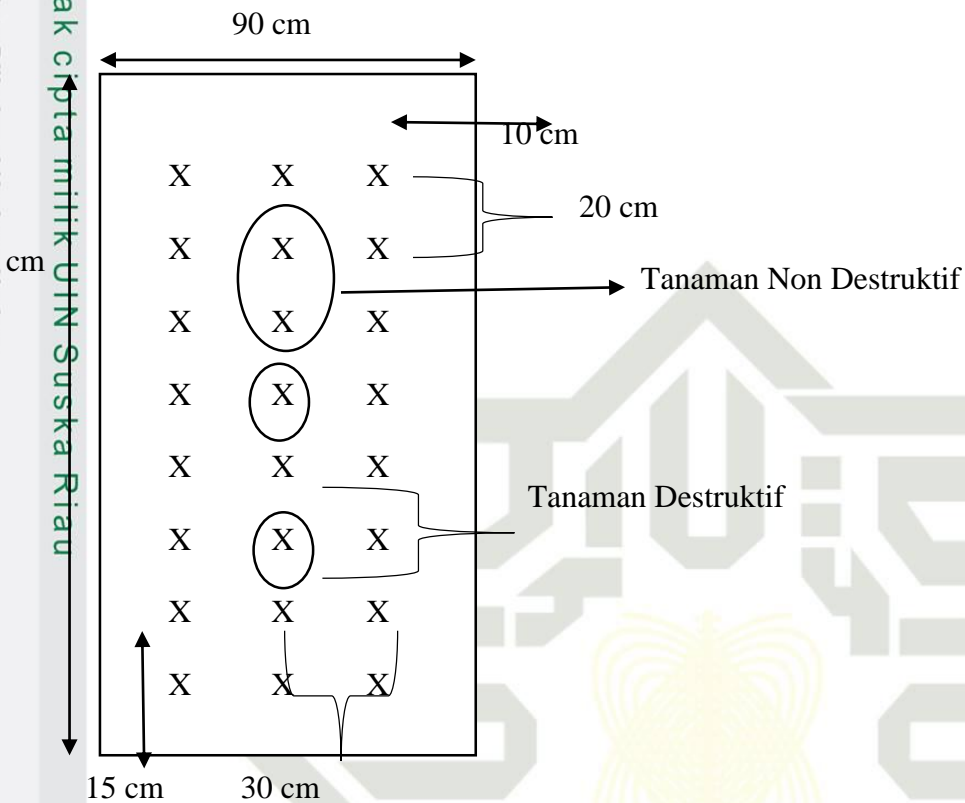 90 cm
10 cm
X X X
20 cm
X X X
cm
Tanaman Non Destruktif
X X X
X X X
X X X
Tanaman Destruktif
X X X
X X X
X X X
15 cm 30 cm
ak cipta milik UIN Suska Riau